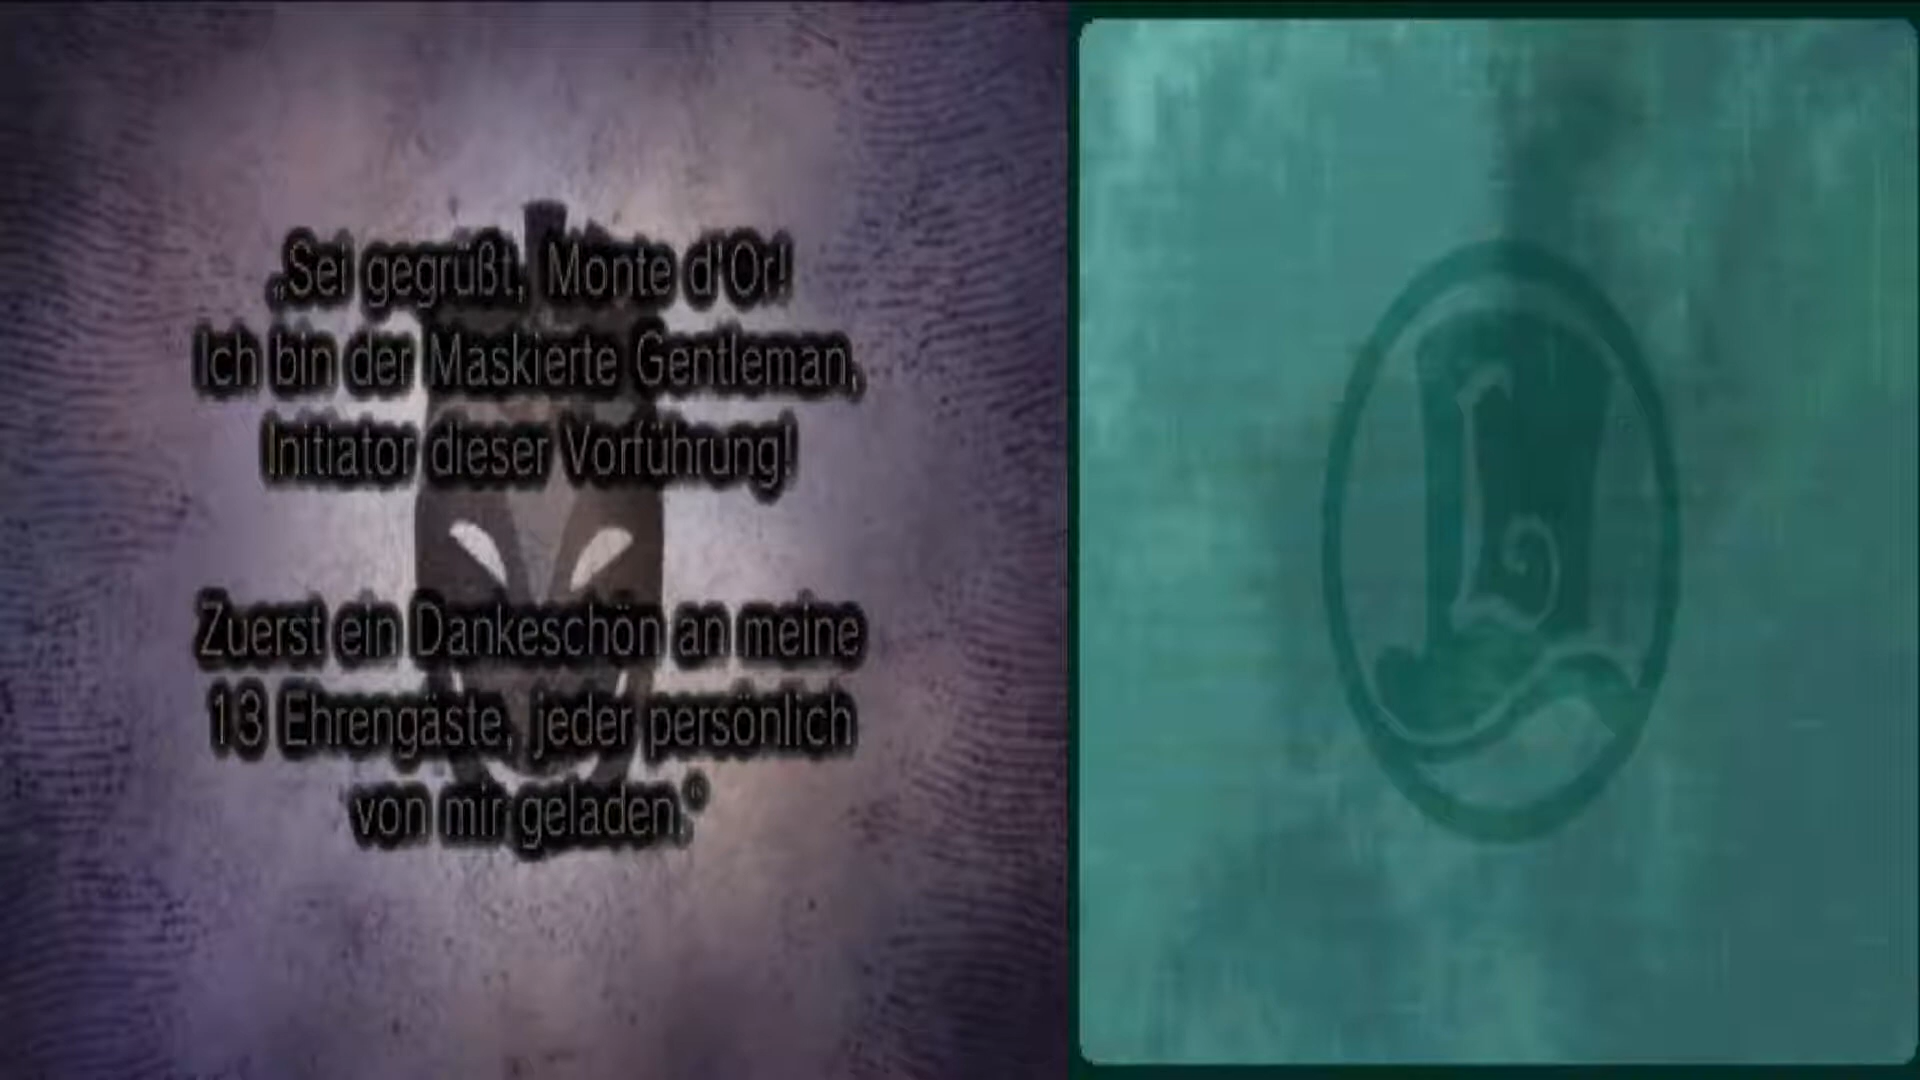 „Sei gegrüßt, Monte d'Or!
Ich bin der Maskierte Gentleman,
Initiator dieser Vorführung!
Zuerst ein Dankeschön an meine
13 Ehrengäste, jeder persönlich
von mir geladen.“
L